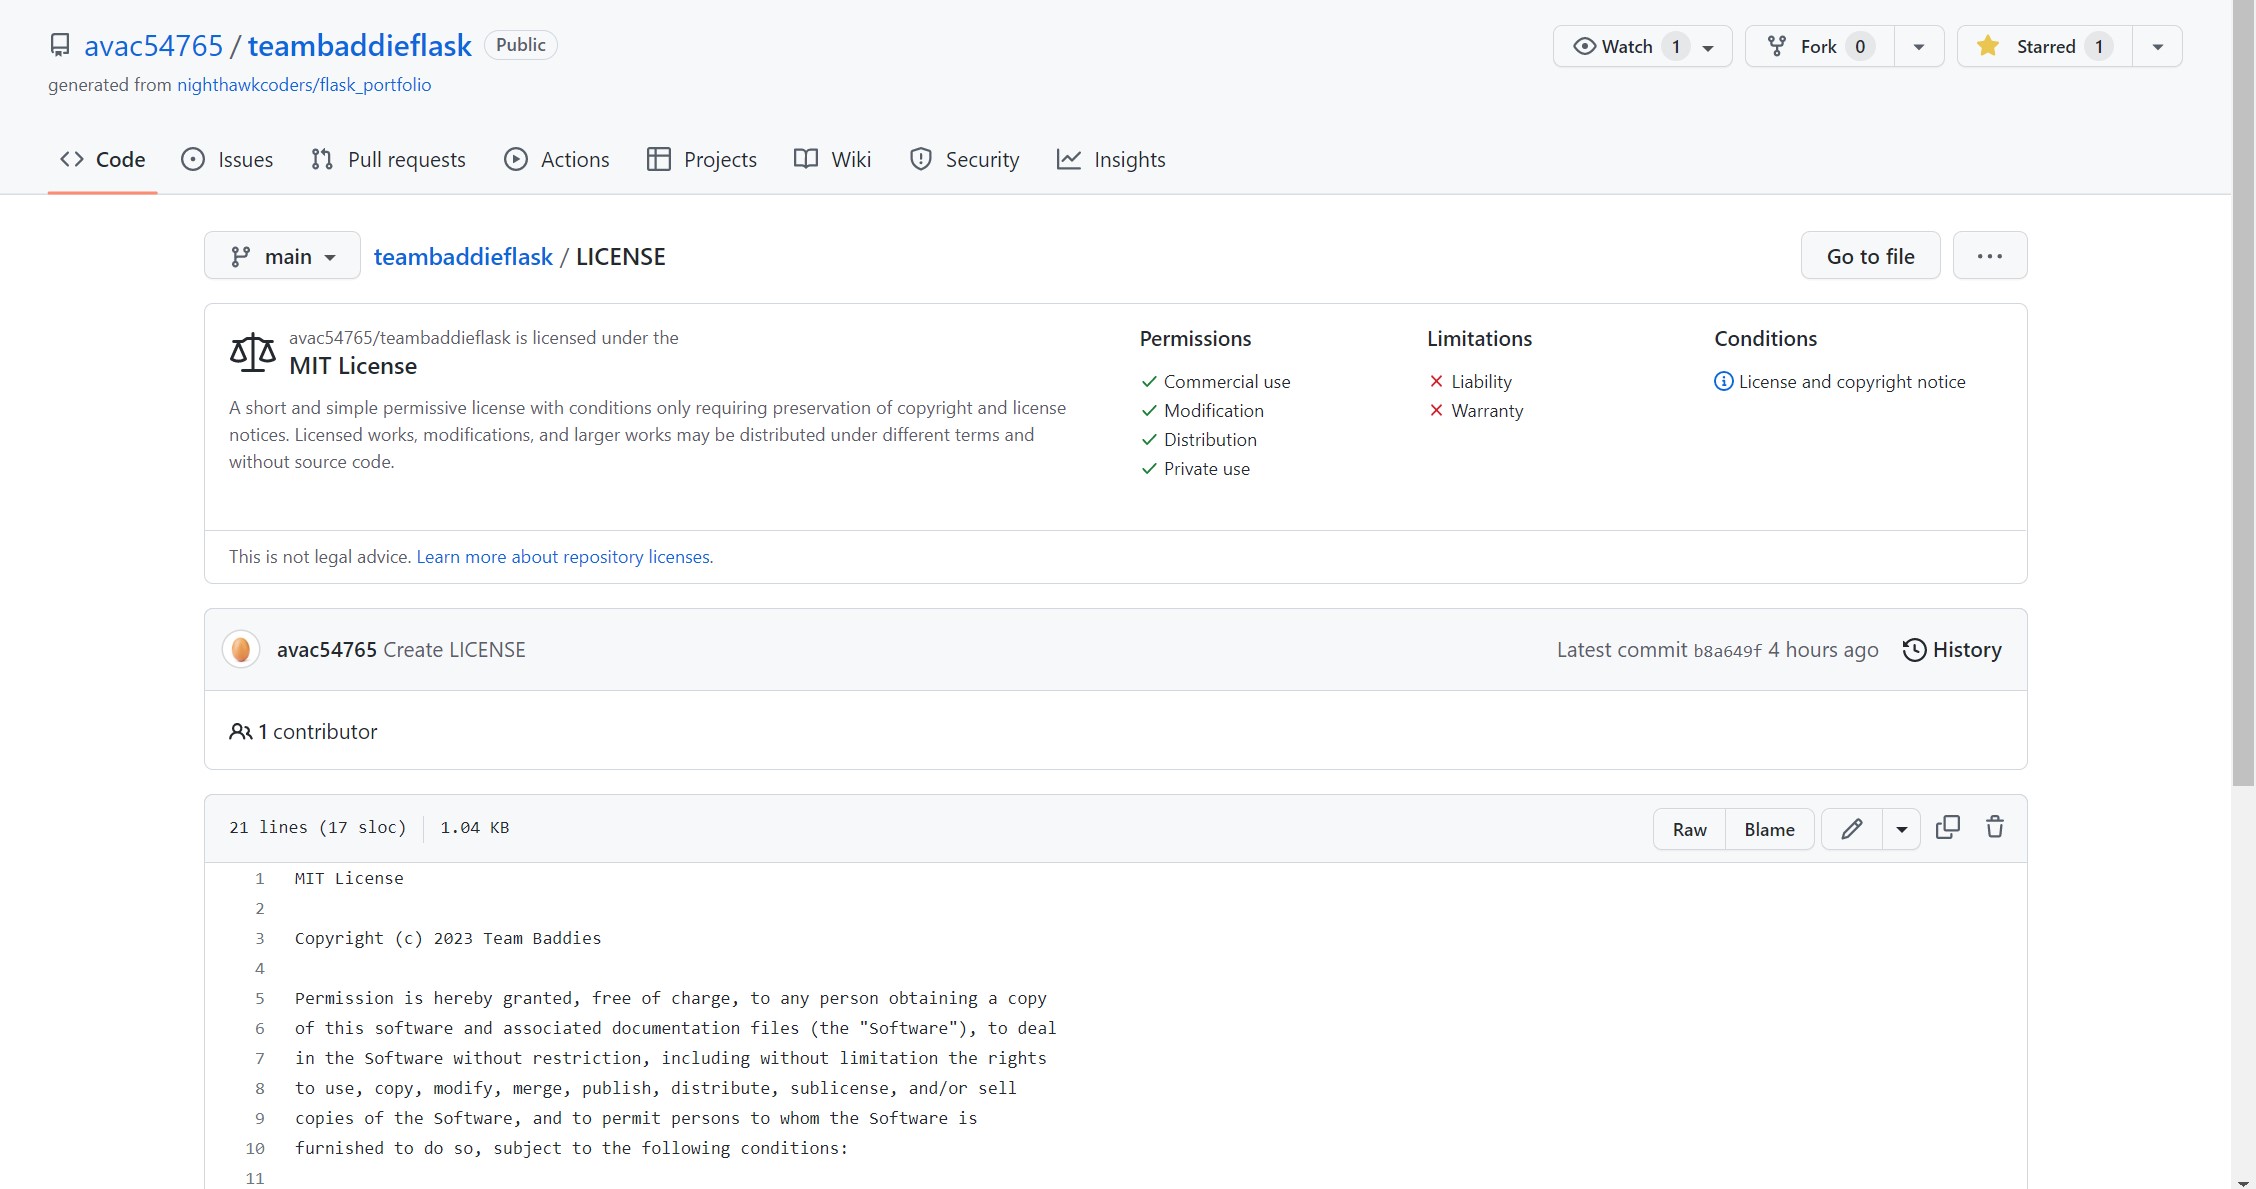 avac54765 / teambaddieflask Public
Watch 1 Fork 0 Starred 1
generated from nighthawkcoders/flask_portfolio
Code Issues Pull requests Actions Projects Wiki Security Insights
main teambaddieflask / LICENSE Go to file ...
avac54765/teambaddieflask is licensed under the
MIT License
A short and simple permissive license with conditions only requiring preservation of copyright and license
notices. Licensed works, modifications, and larger works may be distributed under different terms and
without source code.
Permissions
Commercial use
Modification
Distribution
Private use
Limitations
Liability
Warranty
Conditions
License and copyright notice
This is not legal advice. Learn more about repository licenses.
avac54765 Create LICENSE Latest commit b8a649f 4 hours ago History
1 contributor
21 lines (17 sloc) 1.04 KB Raw Blame
1 MIT License
2
3 Copyright (c) 2023 Team Baddies
4
5 Permission is hereby granted, free of charge, to any person obtaining a copy
6 of this software and associated documentation files (the "Software"), to deal
7 in the Software without restriction, including without limitation the rights
8 to use, copy, modify, merge, publish, distribute, sublicense, and/or sell
9 copies of the Software, and to permit persons to whom the Software is
10 furnished to do so, subject to the following conditions:
11